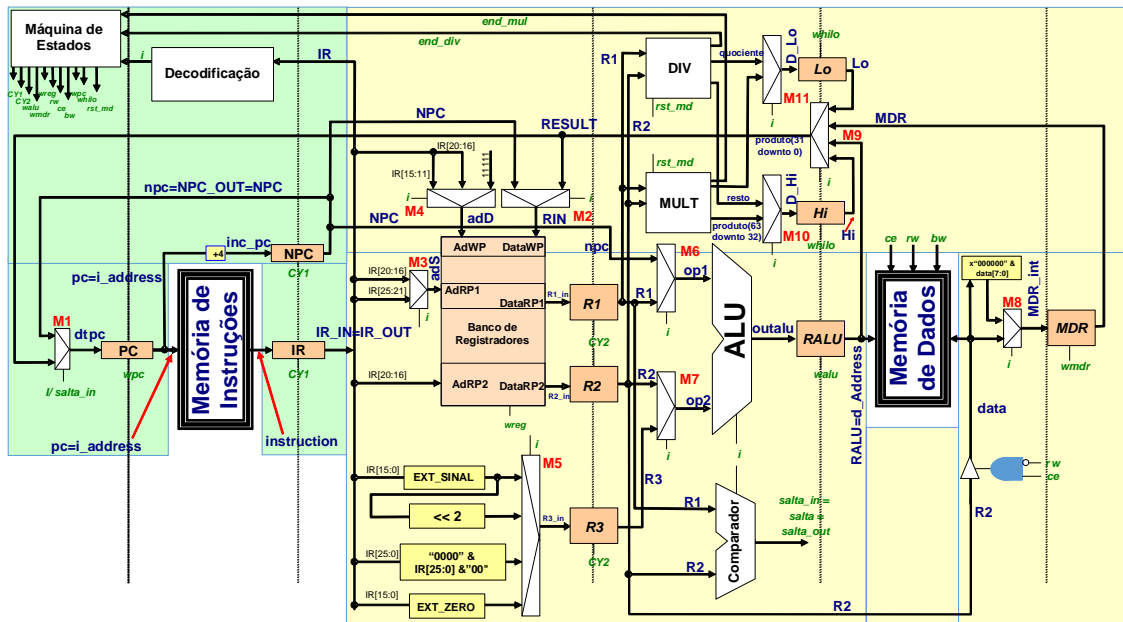 Máquina de
Estados
i
CY1
CY2
walu
wmdr
wreg
rw
ce
bw
wpc
whilo
rst_md
Decodificação
IR
end_mul
end_div
NPC
RESULT
IR[20:16]
IR[15:11]
11111
i
M4
adD
RIN
M2
i
npc=NPC_OUT=NPC
NPC
inc_pc
+4
NPC
CY1
pc=i_address
M1
dtpc
PC
wpc
I/ salta_in
Memória de
Instruções
pc=i_address
instruction
IR
CY1
IR_IN=IR_OUT
IR[20:16]
IR[25:21]
M3
adS
i
IR[20:16]
AdWP
DataWP
AdRP1
DataRP1
Banco de
Registradores
AdRP2
DataRP2
wreg
R1_in
R1
CY2
R2_in
R2
IR[15:0]
EXT_SINAL
<< 2
IR[25:0]
"0000" &
IR[25:0] &"00"
IR[15:0]
EXT_ZERO
i
M5
R3_in
R3
CY2
R1
DIV
rst_md
R2
rst_md
MULT
quociente
M11
D_Lo
i
whilo
Lo
Lo
produto(31
downto 0)
M9
i
MDR
resto
produto(63
downto 32)
D_Hi
M10
i
Hi
whilo
Hi
npc
M6
R1
op1
i
R2
M7
op2
i
R3
ALU
i
outalu
RALU
walu
RALU=d_Address
R1
R2
Comparador
salta_in =
salta =
salta_out
ce
rw
bw
Memória
de Dados
x"000000" &
data[7:0]
M8
i
MDR_int
MDR
wmdr
data
rw
ce
R2
R2